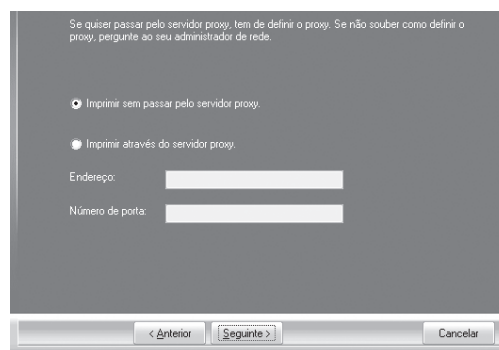 Se quiser passar pelo servidor proxy, tem de definir o proxy. Se não souber como definir o
proxy, pergunte ao seu administrador de rede.
Imprimir sem passar pelo servidor proxy.
Imprimir através do servidor proxy.
Endereço:
Número de porta:
< Anterior
Seguinte >
Cancelar